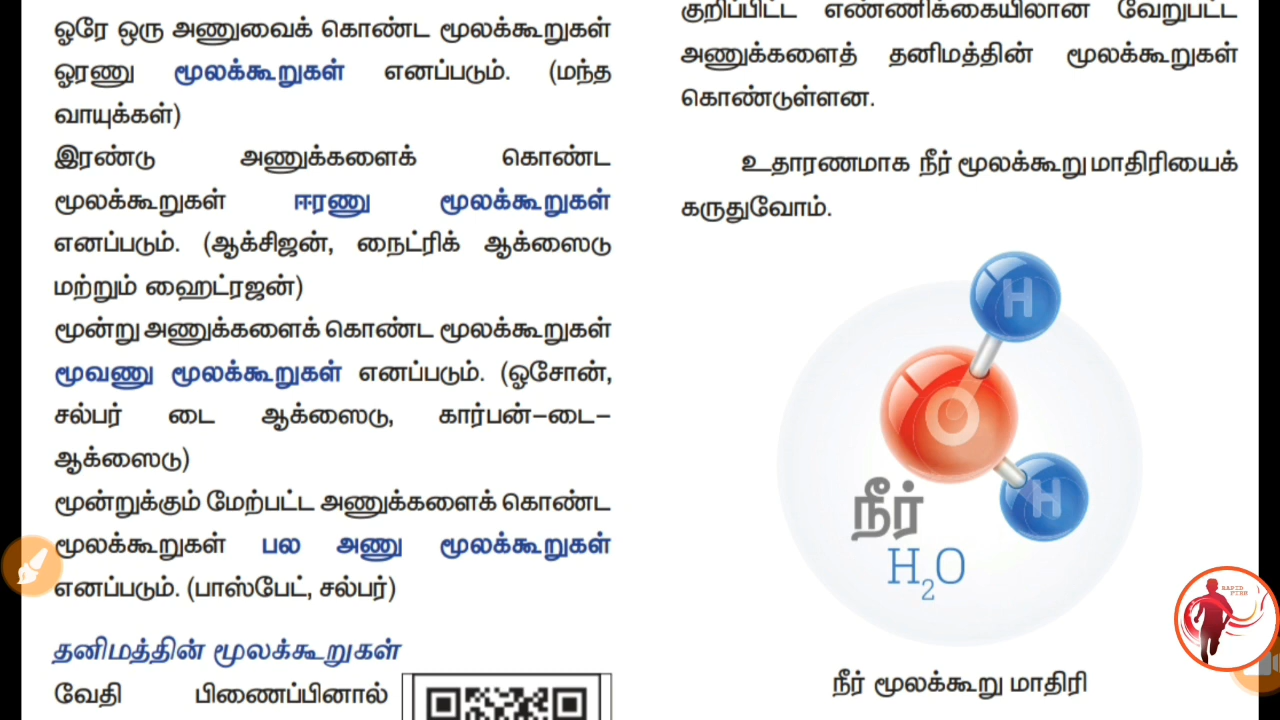 ஒரே ஒரு அணுவைக் கொண்ட மூலக்கூறுகள்
ஓரணு மூலக்கூறுகள் எனப்படும். (மந்த
வாயுக்கள்)
இரண்டு அணுக்களைக் கொண்ட
மூலக்கூறுகள் ஈரணு மூலக்கூறுகள்
எனப்படும். (ஆக்சிஜன், நைட்ரிக் ஆக்ஸைடு
மற்றும் ஹைட்ரஜன்)
மூன்று அணுக்களைக் கொண்ட மூலக்கூறுகள்
மூவணு மூலக்கூறுகள் எனப்படும். (ஓசோன்,
சல்பர் டை ஆக்ஸைடு, கார்பன்–டை–
ஆக்ஸைடு)
மூன்றுக்கும் மேற்பட்ட அணுக்களைக் கொண்ட
மூலக்கூறுகள் பல அணு மூலக்கூறுகள்
எனப்படும். (பாஸ்பேட், சல்பர்)
தனிமத்தின் மூலக்கூறுகள்
வேதி பிணைப்பினால்
குறிப்பிட்ட எண்ணிக்கையிலான வேறுபட்ட
அணுக்களைத் தனிமத்தின் மூலக்கூறுகள்
கொண்டுள்ளன.
உதாரணமாக நீர் மூலக்கூறு மாதிரியைக்
கருதுவோம்.
H
O
H
நீர்
H₂O
நீர் மூலக்கூறு மாதிரி
RAPID
FIRE